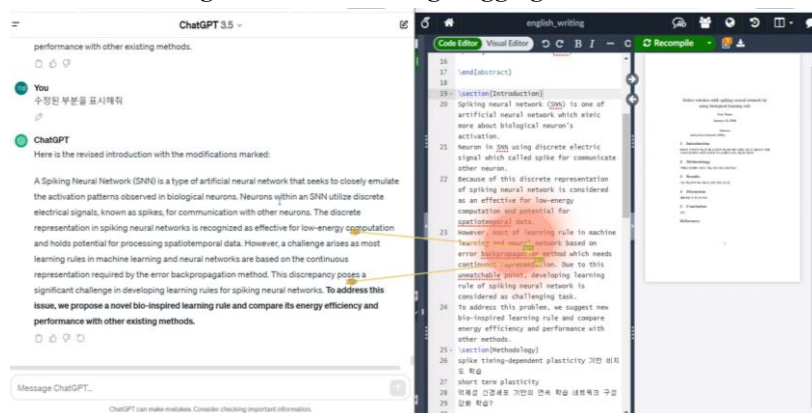 ChatGPT 3.5
performance with other existing methods.
You
수정된 부분을 표시해줘
ChatGPT
Here is the revised introduction with the modifications marked:
A Spiking Neural Network (SNN) is a type of artificial neural network that seeks to closely emulate
the activation patterns observed in biological neurons. Neurons within an SNN utilize discrete
electrical signals, known as spikes, for communication with other neurons. The discrete
representation in spiking neural networks is recognized as effective for low-energy computation
and holds potential for processing spatiotemporal data. However, a challenge arises as most
learning rules in machine learning and neural networks are based on the continuous
representation required by the error backpropagation method. This discrepancy poses a
significant challenge in developing learning rules for spiking neural networks. To address this
issue, we propose a novel bio-inspired learning rule and compare its energy efficiency and
performance with other existing methods.
Message ChatGPT...
ChatGPT can make mistakes. Consider checking important information.
english_writing
Code Editor Visual Editor B I Recompile
16
17 \end{abstract}
18
19 \section{Introduction}
20 Spiking neural network (SNN) is one of
artificial neural network which mimic
more about biological neuron's
activation.
21 Neuron in SNN using discrete electric
signal which called spike for communicate
other neuron.
22 Because of this discrete representation
of spiking neural network is considered
as an effective for low-energy
computation and potential for
spatiotemporal data.
23 However, most of learning rule in machine
learning and neural network based on
error backpropagation method which needs
continuous representation. Due to this
unmatchable point, developing learning
rule of spiking neural network is
considered as challenging task.
24 To address this problem, we suggest new
bio-inspired learning rule and compare
energy efficiency and performance with
other methods.
25 \section{Methodology}
26 spike timing-dependent plasticity 기반 비지
도 학습
27 short term plasticity
28 억제성 신경세포 기반의 연속 학습 네트워크 구성
29 강화 학습?
1 Introduction
2 Methodology
3 Results
4 Discussion
5 Conclusion
References